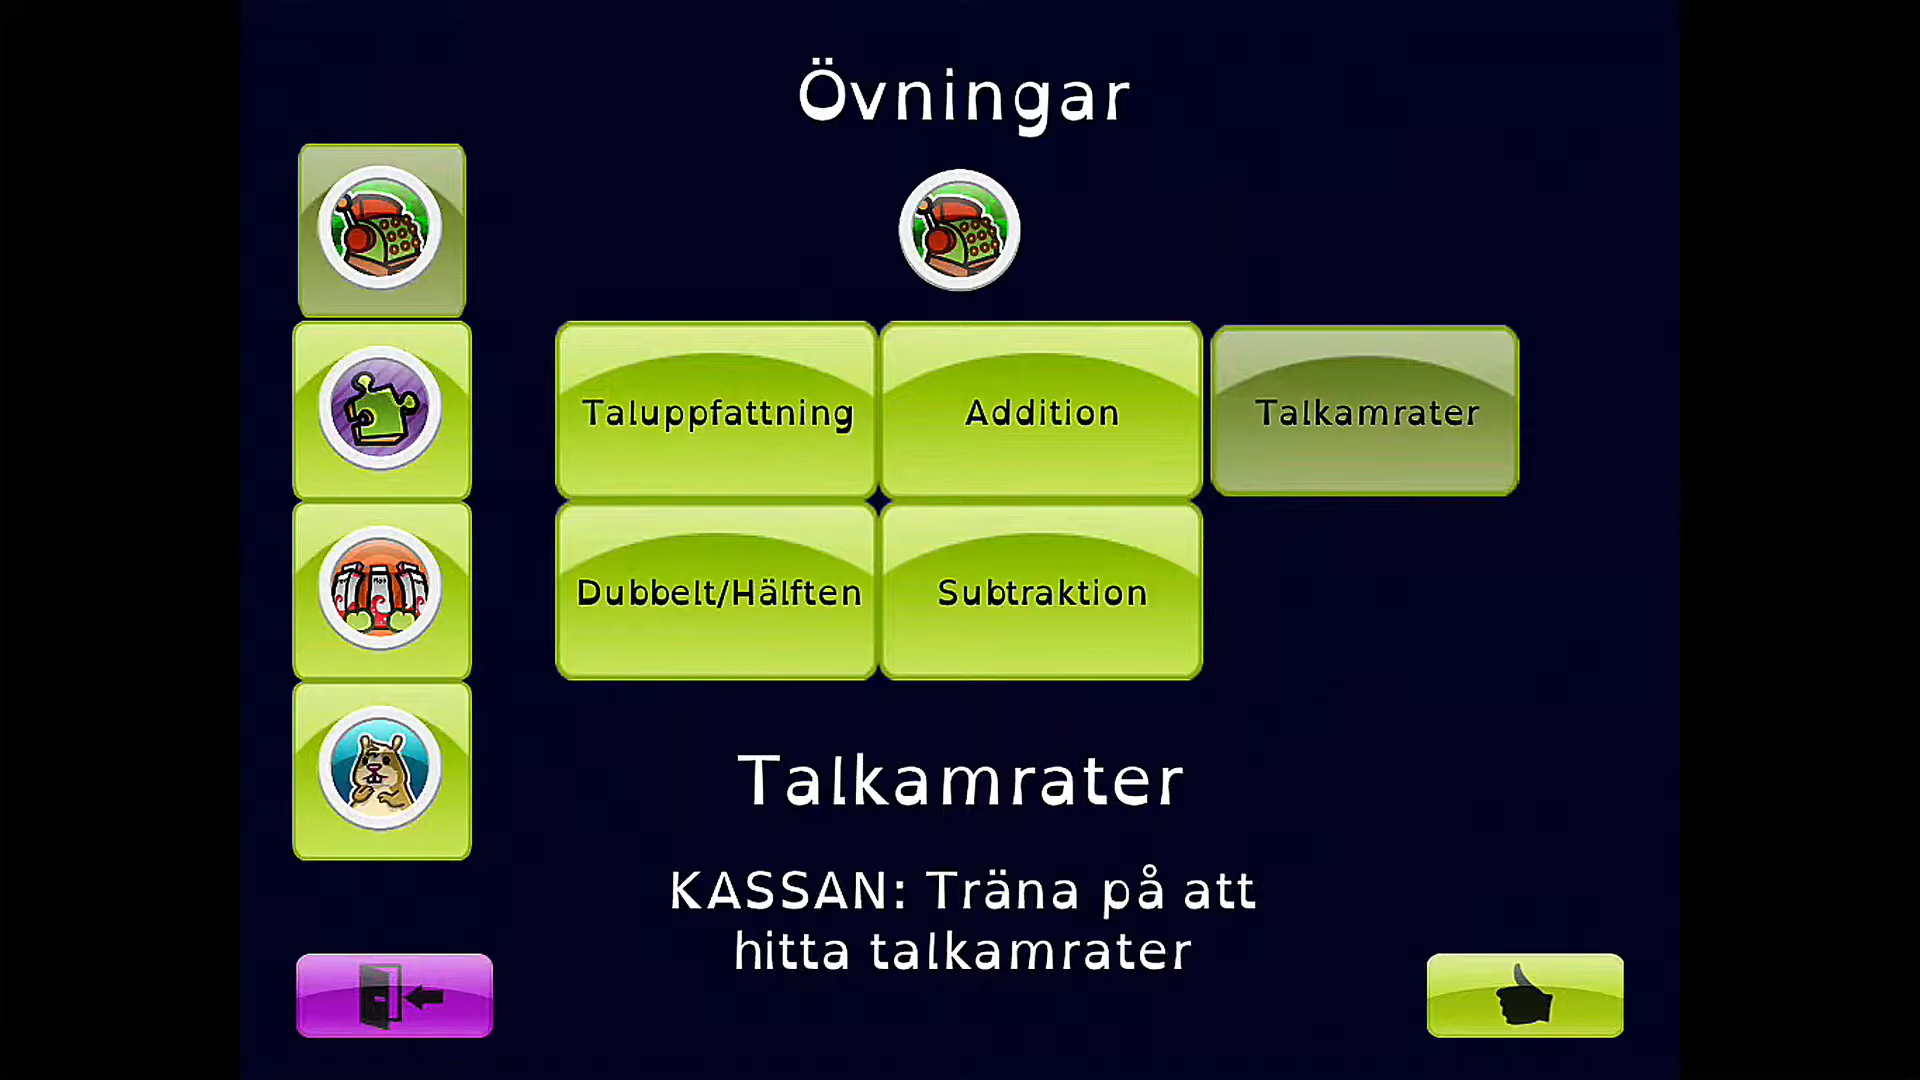 Övningar
Taluppfattning
Addition
Talkamrater
Dubbelt/Hälften
Subtraktion
Talkamrater
KASSAN: Träna på att
hitta talkamrater